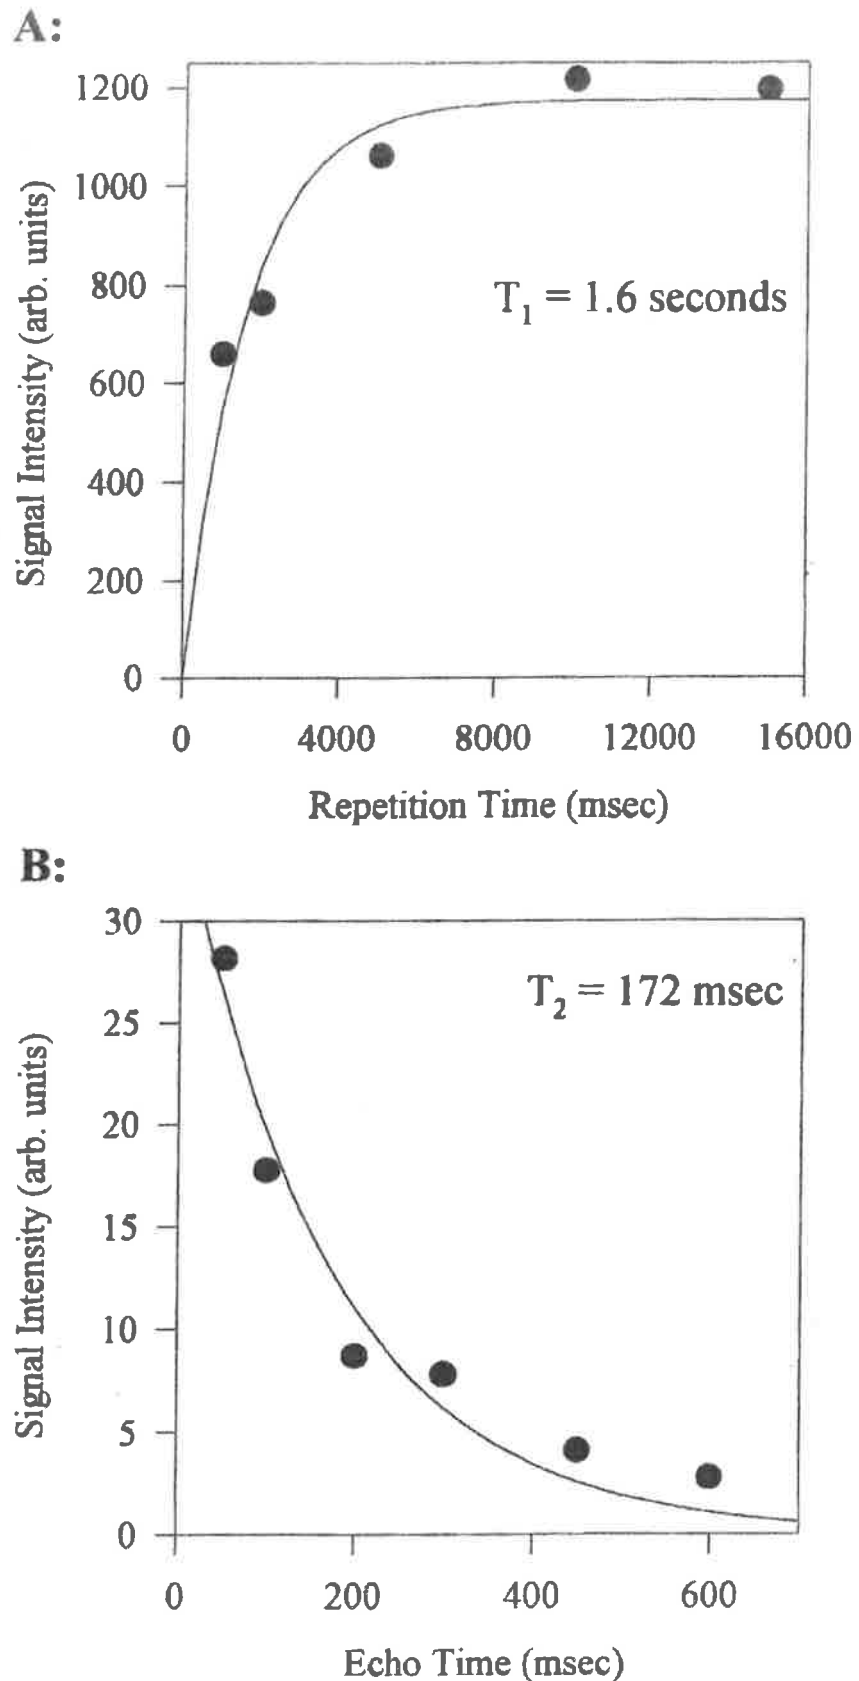 A:
1200
1000
800
600
400
200
0
Signal Intensity (arb. units)
T₁ = 1.6 seconds
0 4000 8000 12000 16000
Repetition Time (msec)
B:
30
25
20
15
10
5
0
Signal Intensity (arb. units)
T₂ = 172 msec
0 200 400 600
Echo Time (msec)